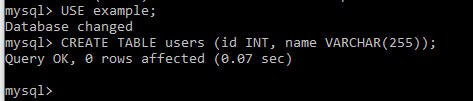 mysql> USE example;
Database changed
mysql> CREATE TABLE users (id INT, name VARCHAR(255));
Query OK, 0 rows affected (0.07 sec)
mysql>